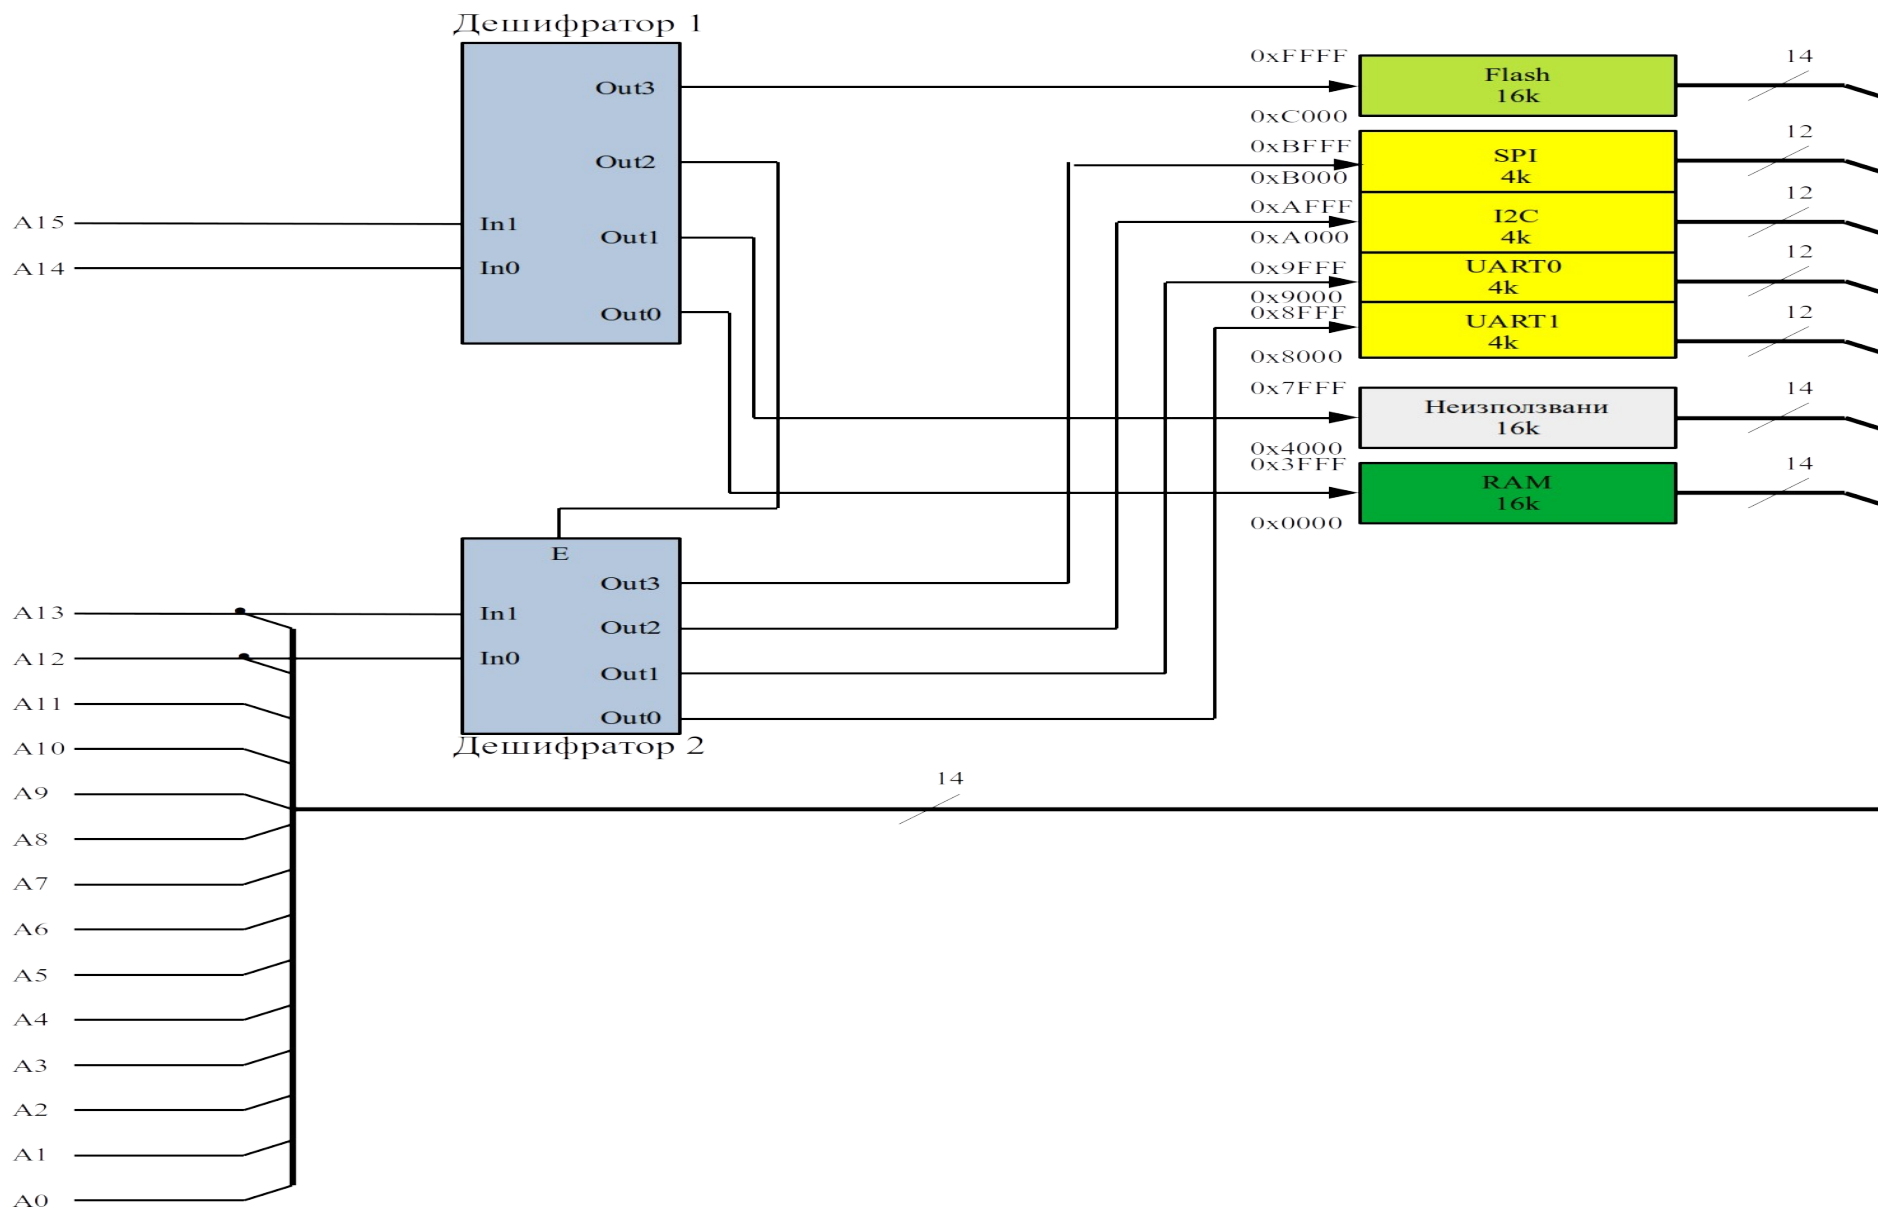 Дешифратор 1
Out3
Out2
Out1
Out0
In1
In0
A15
A14
0xFFFF
0xC000
0xBFFF
0xB000
0xAFFF
0xA000
0x9FFF
0x9000
0x8FFF
0x8000
0x7FFF
0x4000
0x3FFF
0x0000
Flash
16k
SPI
4k
I2C
4k
UART0
4k
UART1
4k
Неизползвани
16k
RAM
16k
14
12
12
12
12
14
14
E
Out3
Out2
Out1
Out0
In1
In0
Дешифратор 2
A13
A12
A11
A10
A9
A8
A7
A6
A5
A4
A3
A2
A1
A0
14